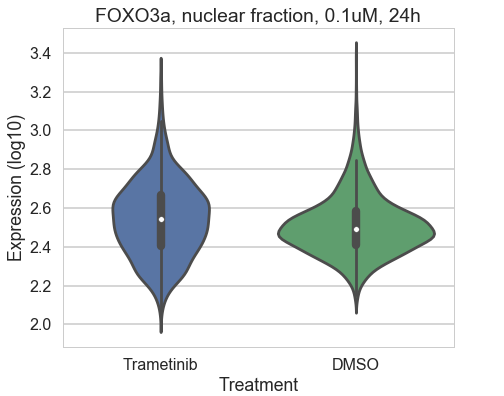 FOXO3a, nuclear fraction, 0.1uM, 24h
Expression (log10)
3.4
3.2
3.0
2.8
2.6
2.4
2.2
2.0
Trametinib
DMSO
Treatment